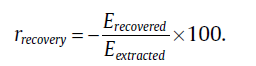 r_recovery = − E_recovered / E_extracted × 100.